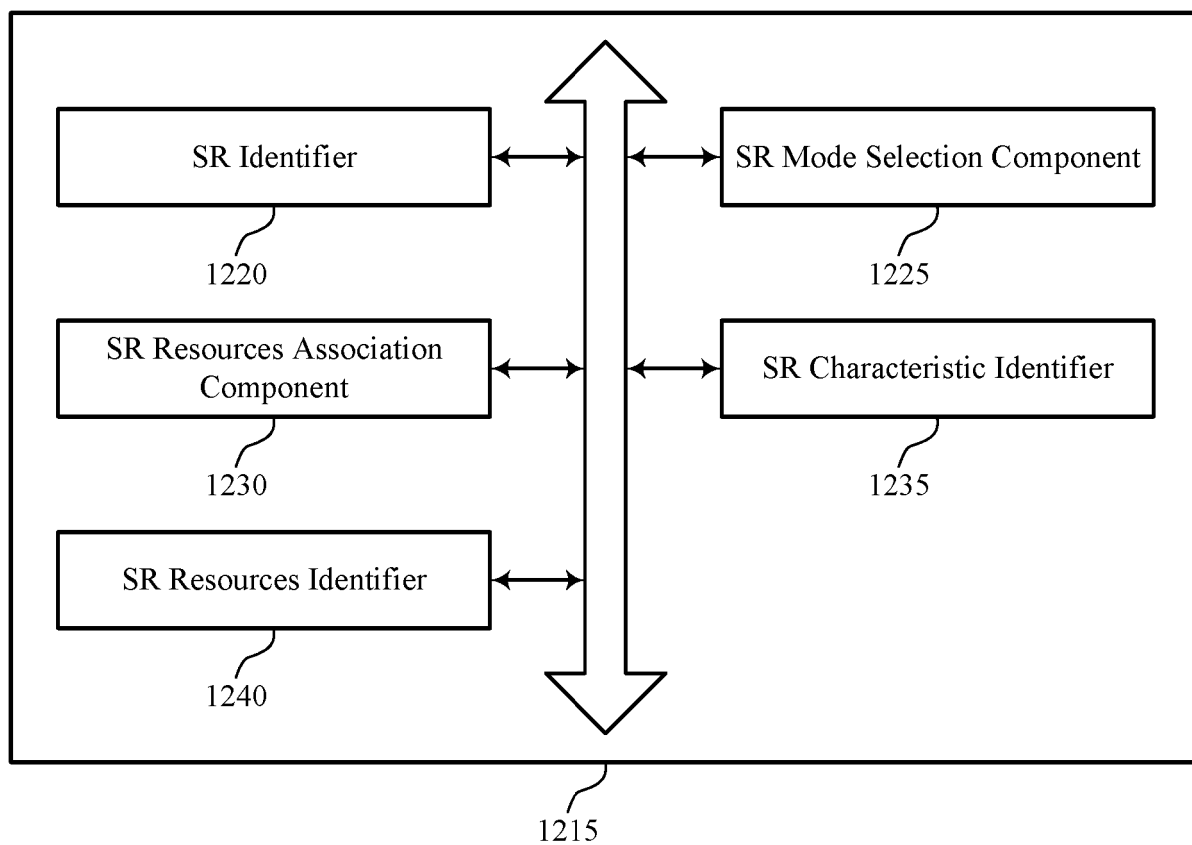 SR Identifier
1220
SR Mode Selection Component
1225
SR Resources Association
Component
1230
SR Characteristic Identifier
1235
SR Resources Identifier
1240
1215